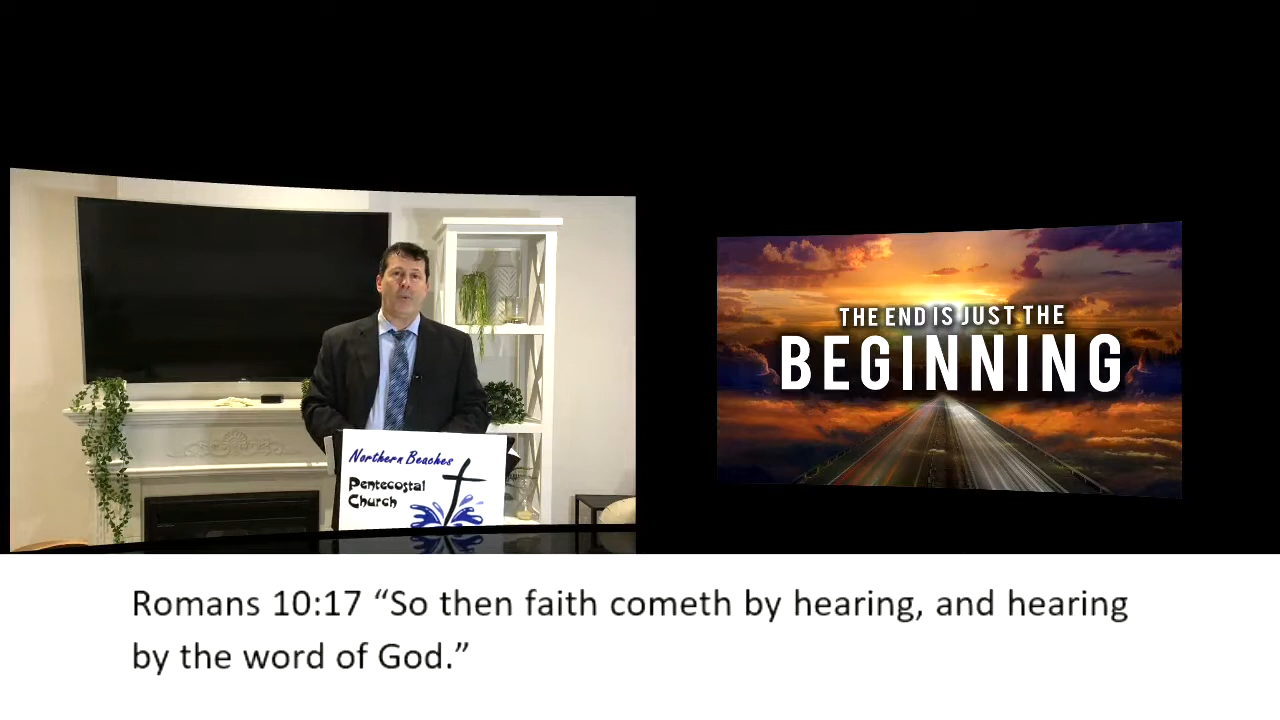 Northern Beaches
Pentecostal
Church
THE END IS JUST THE
BEGINNING
Romans 10:17 “So then faith cometh by hearing, and hearing
by the word of God.”